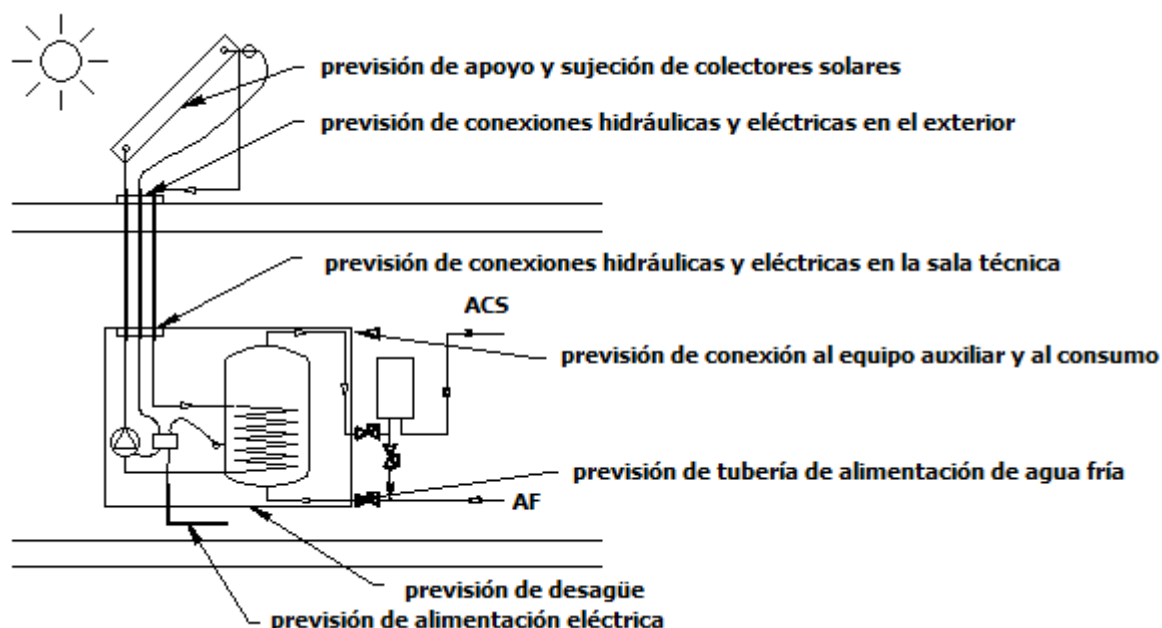 previsión de apoyo y sujeción de colectores solares
previsión de conexiones hidráulicas y eléctricas en el exterior
previsión de conexiones hidráulicas y eléctricas en la sala técnica
ACS
previsión de conexión al equipo auxiliar y al consumo
previsión de tubería de alimentación de agua fría
AF
previsión de desagüe
previsión de alimentación eléctrica